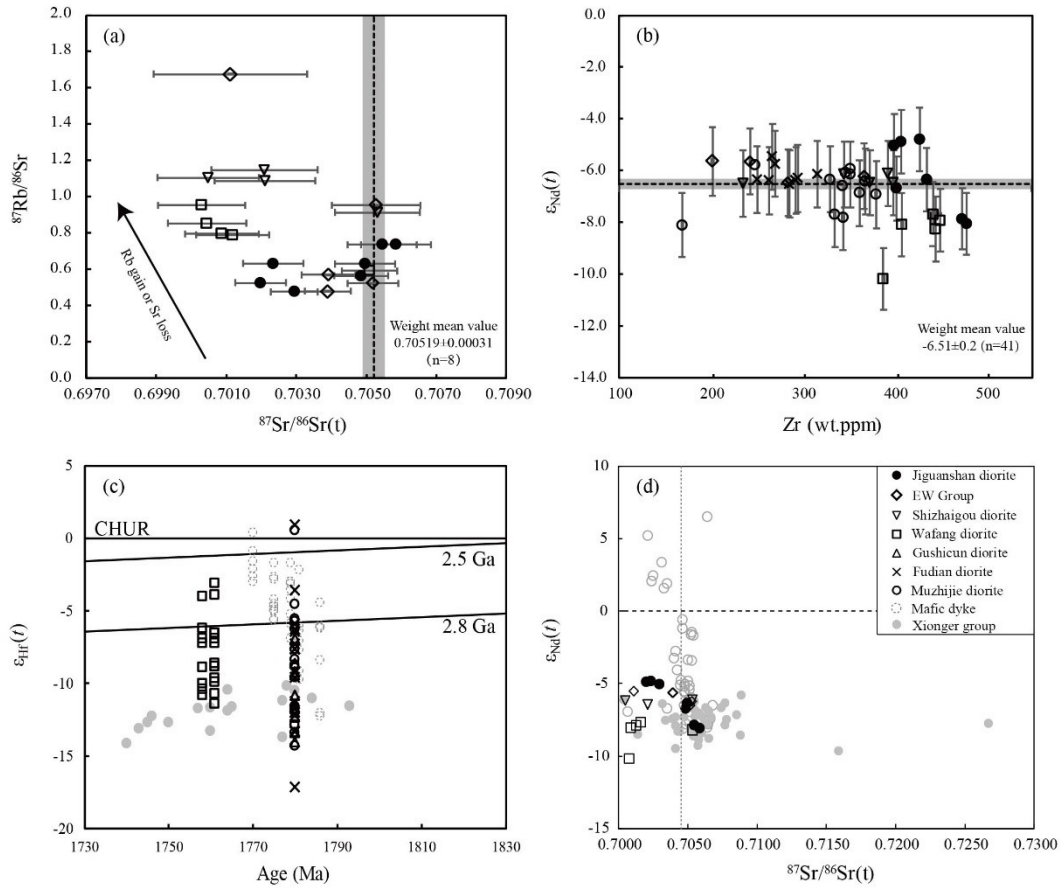 (a)
2.0
1.8
1.6
1.4
1.2
1.0
0.8
0.6
0.4
0.2
0.0
⁸⁷Rb/⁸⁶Sr
Rb gain or Sr loss
Weight mean value
0.70519±0.00031
(n=8)
0.6970 0.6990 0.7010 0.7030 0.7050 0.7070 0.7090
⁸⁷Sr/⁸⁶Sr(t)
(b)
0.0
-2.0
-4.0
-6.0
-8.0
-10.0
-12.0
-14.0
εNd(t)
Weight mean value
-6.51±0.2 (n=41)
100 200 300 400 500
Zr (wt.ppm)
(c)
5
0
-5
-10
-15
-20
εHf(t)
CHUR
2.5 Ga
2.8 Ga
1730 1750 1770 1790 1810 1830
Age (Ma)
(d)
10
5
0
-5
-10
-15
εNd(t)
Jiguanshan diorite
EW Group
Shizhaigou diorite
Wafang diorite
Gushicun diorite
Fudian diorite
Muzhijie diorite
Mafic dyke
Xionger group
0.7000 0.7050 0.7100 0.7150 0.7200 0.7250 0.7300
⁸⁷Sr/⁸⁶Sr(t)